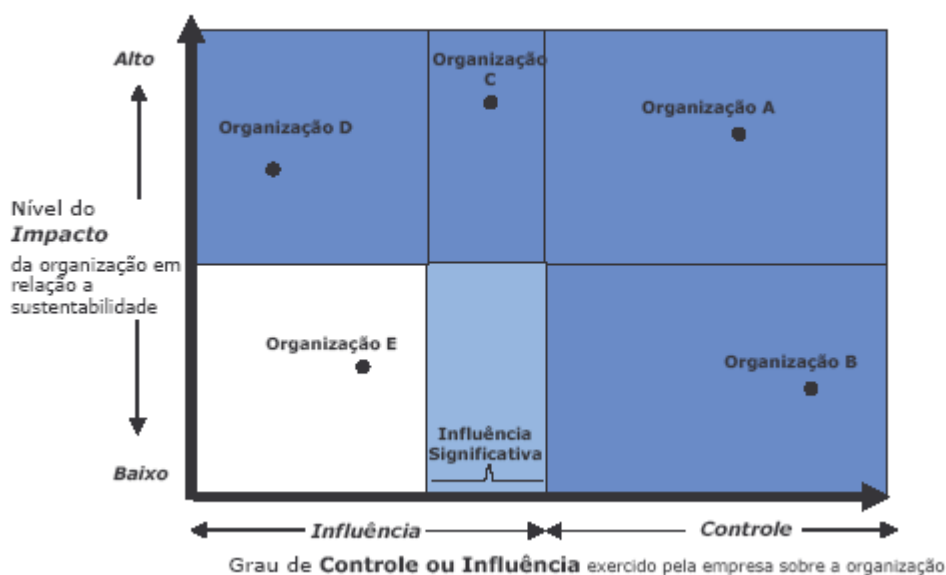 Alto
Nível do
Impacto
da organização em
relação a
sustentabilidade
Baixo
Organização D
Organização
C
Organização A
Organização E
Organização B
Influência
Significativa
Influência
Controle
Grau de Controle ou Influência exercido pela empresa sobre a organização